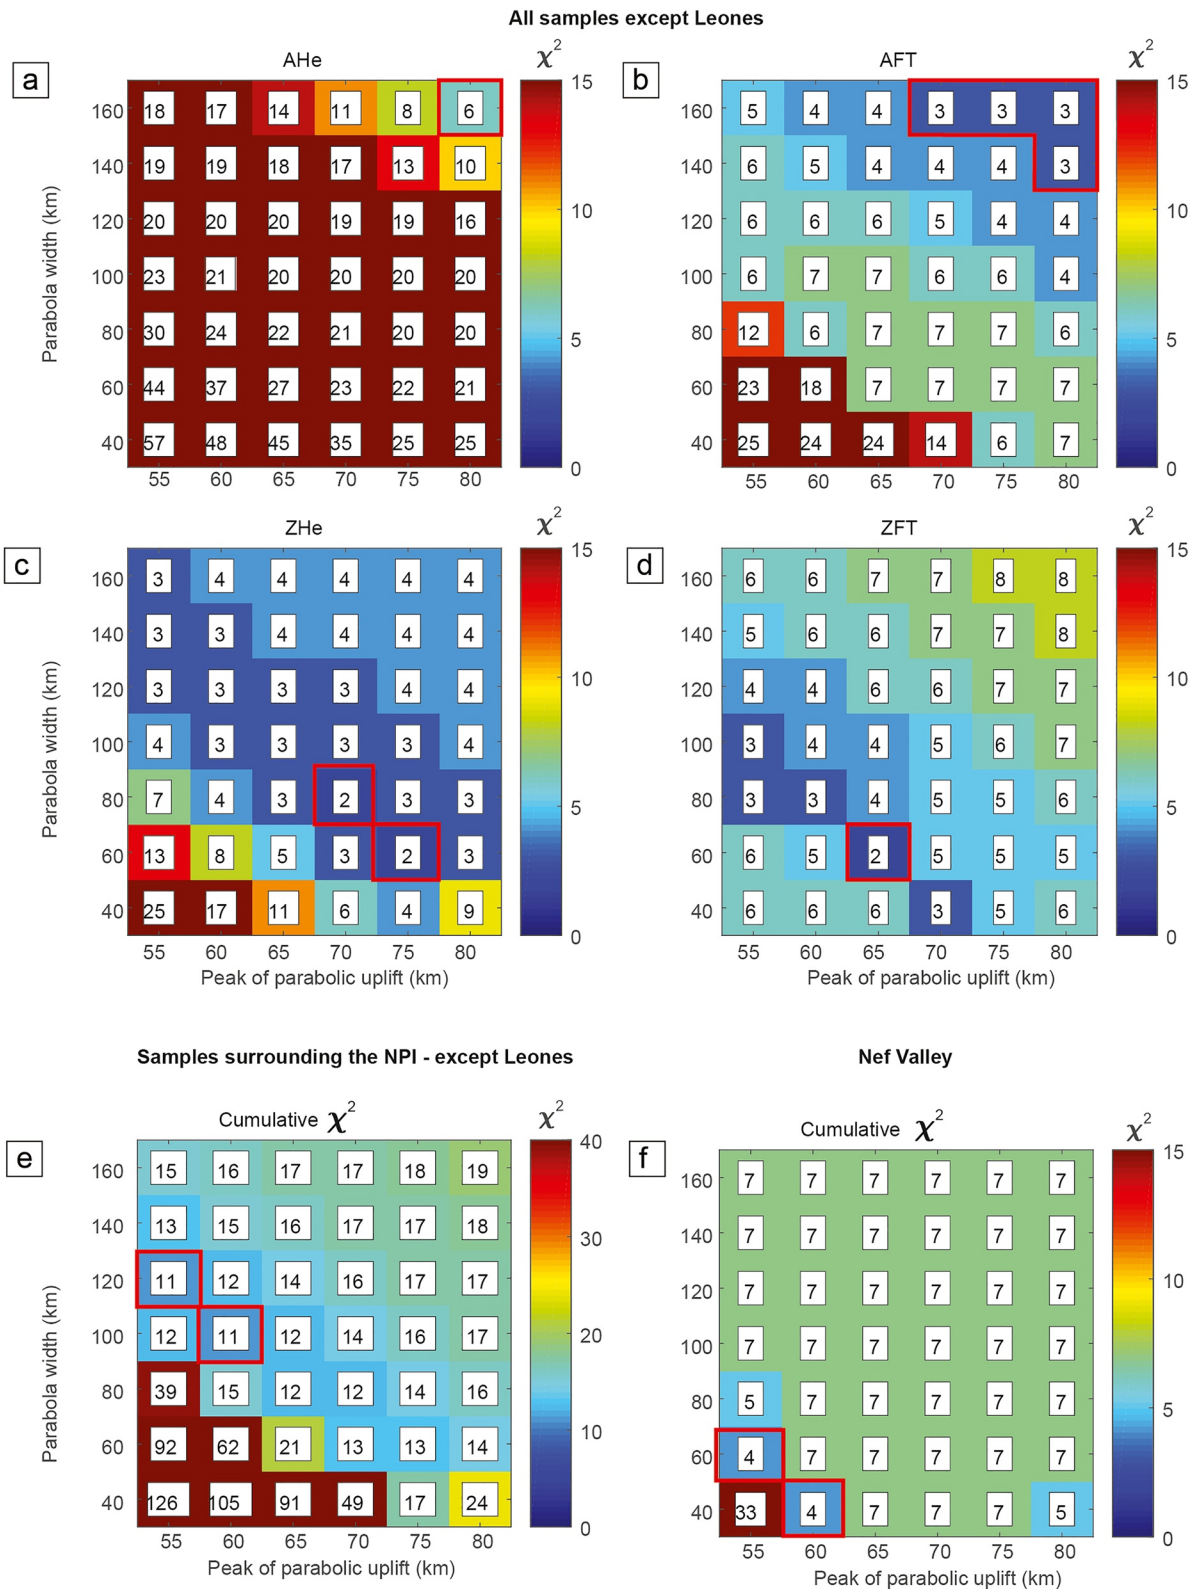 All samples except Leones
a
AHe
χ²
160 18 17 14 11 8 6
140 19 19 18 17 13 10
120 20 20 20 19 19 16
100 23 21 20 20 20 20
80 30 24 22 21 20 20
60 44 37 27 23 22 21
40 57 48 45 35 25 25
55 60 65 70 75 80
Parabola width (km)
15
10
5
0
b
AFT
χ²
160 5 4 4 3 3 3
140 6 5 4 4 4 3
120 6 6 6 5 4 4
100 6 7 7 6 6 4
80 12 6 7 7 7 6
60 23 18 7 7 7 7
40 25 24 24 14 6 7
55 60 65 70 75 80
15
10
5
0
c
ZHe
χ²
160 3 4 4 4 4 4
140 3 3 4 4 4 4
120 3 3 3 3 4 4
100 4 3 3 3 3 4
80 7 4 3 2 3 3
60 13 8 5 3 2 3
40 25 17 11 6 4 9
55 60 65 70 75 80
Parabola width (km)
Peak of parabolic uplift (km)
15
10
5
0
d
ZFT
χ²
160 6 6 7 7 8 8
140 5 6 6 7 7 8
120 4 4 6 6 7 7
100 3 4 4 5 6 7
80 3 3 4 5 5 6
60 6 5 2 5 5 5
40 6 6 6 3 5 6
55 60 65 70 75 80
Peak of parabolic uplift (km)
15
10
5
0
Samples surrounding the NPI - except Leones
e
Cumulative χ²
χ²
160 15 16 17 17 18 19
140 13 15 16 17 17 18
120 11 12 14 16 17 17
100 12 11 12 14 16 17
80 39 15 12 12 14 16
60 92 62 21 13 13 14
40 126 105 91 49 17 24
55 60 65 70 75 80
Parabola width (km)
Peak of parabolic uplift (km)
40
30
20
10
0
Nef Valley
f
Cumulative χ²
χ²
160 7 7 7 7 7 7
140 7 7 7 7 7 7
120 7 7 7 7 7 7
100 7 7 7 7 7 7
80 5 7 7 7 7 7
60 4 7 7 7 7 7
40 33 4 7 7 7 5
55 60 65 70 75 80
Peak of parabolic uplift (km)
15
10
5
0